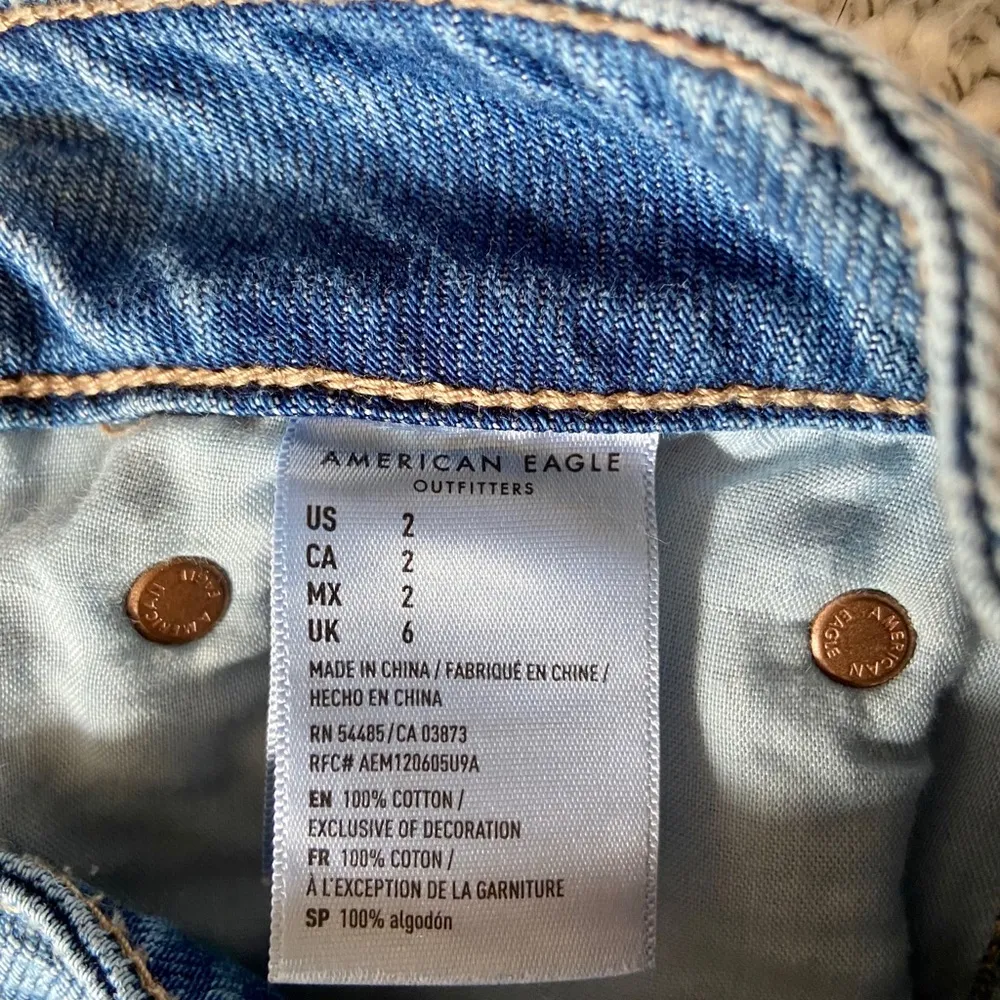 AMERICAN EAGLE
OUTFITTERS
US 2
CA 2
MX 2
UK 6
MADE IN CHINA / FABRIQUÉ EN CHINE /
HECHO EN CHINA
RN 54485/CA 03873
RFC# AEM120605U9A
EN 100% COTTON /
EXCLUSIVE OF DECORATION
FR 100% COTON /
À L'EXCEPTION DE LA GARNITURE
SP 100% algodón
AMERICAN EAGLE
AMERICAN EAGLE